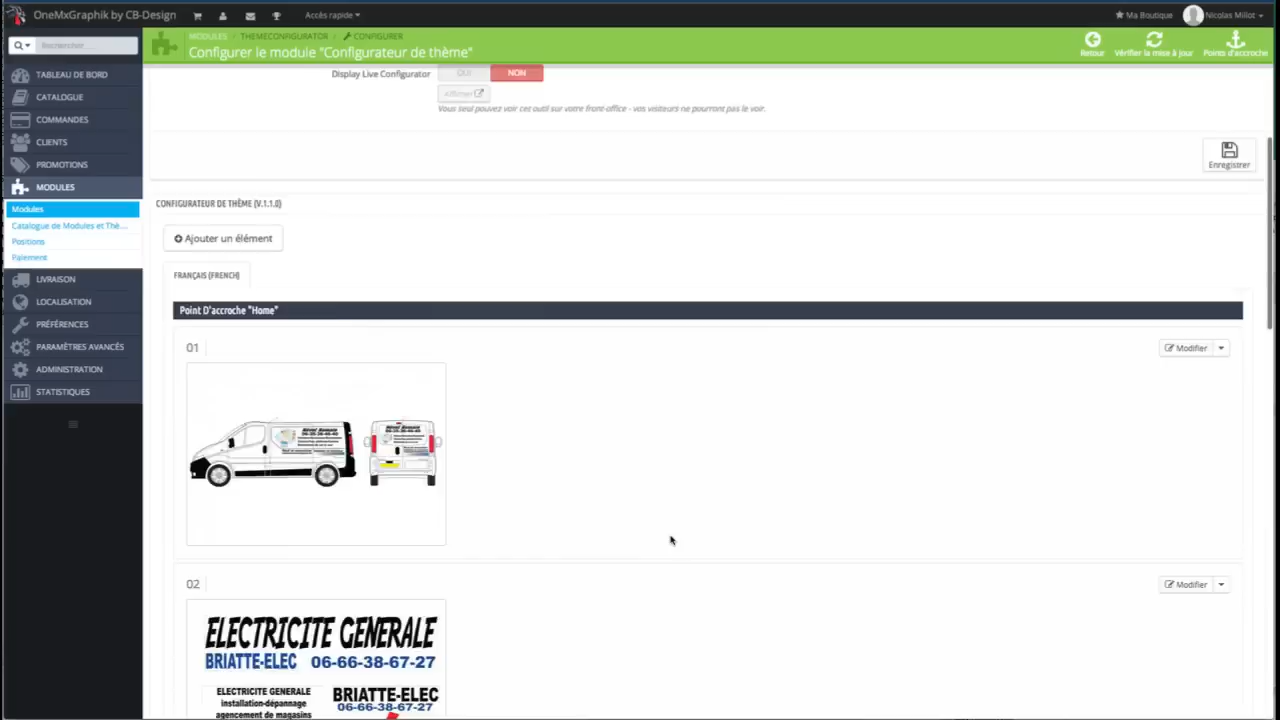 OneMxGraphik by CB-Design
Accès rapide
Ma Boutique
Nicolas Millot
Rechercher
MODULES
THEMECONFIGURATOR
CONFIGURER
Configurer le module "Configurateur de thème"
Retour
Vérifier la mise à jour
Points d'accroche
TABLEAU DE BORD
CATALOGUE
COMMANDES
CLIENTS
PROMOTIONS
MODULES
Modules
Catalogue de Modules et Thè...
Positions
Paiement
LIVRAISON
LOCALISATION
PRÉFÉRENCES
PARAMÈTRES AVANCÉS
ADMINISTRATION
STATISTIQUES
Display Live Configurator
OUI
NON
Afficher
Vous seul pouvez voir cet outil sur votre front-office - vos visiteurs ne pourront pas le voir.
Enregistrer
CONFIGURATEUR DE THÈME (V.1.1.0)
Ajouter un élément
FRANÇAIS (FRENCH)
Point D'accroche "Home"
01
Modifier
02
Modifier
ELECTRICITE GENERALE
BRIATTE-ELEC 06-66-38-67-27
ELECTRICITE GENERALE
installation-dépannage
agencement de magasins
BRIATTE-ELEC
06-66-38-67-27